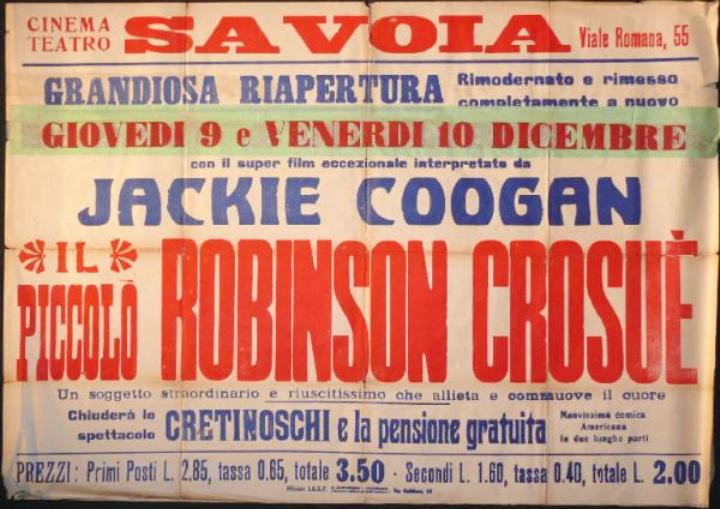 CINEMA TEATRO SAVOIA Viale Romana, 55
GRANDIOSA RIAPERTURA Rimodernato e rimesso completamente a nuovo
GIOVEDI 9 e VENERDI 10 DICEMBRE
con il super film eccezionale interpretato da
JACKIE COOGAN
IL PICCOLÒ ROBINSON CROSUÈ
Un soggetto straordinario e riuscitissimo che allieta e commuove il cuore
Chiuderà lo spettacolo CRETINOSCHI e la pensione gratuita Nuovissima comica Americana in due lunghe parti
PREZZI: Primi Posti L. 2.85, tassa 0.65, totale 3.50 - Secondi L. 1.60, tassa 0.40, totale L. 2.00